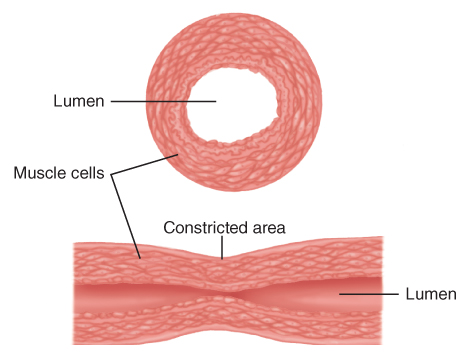 Lumen
Muscle cells
Constricted area
Lumen